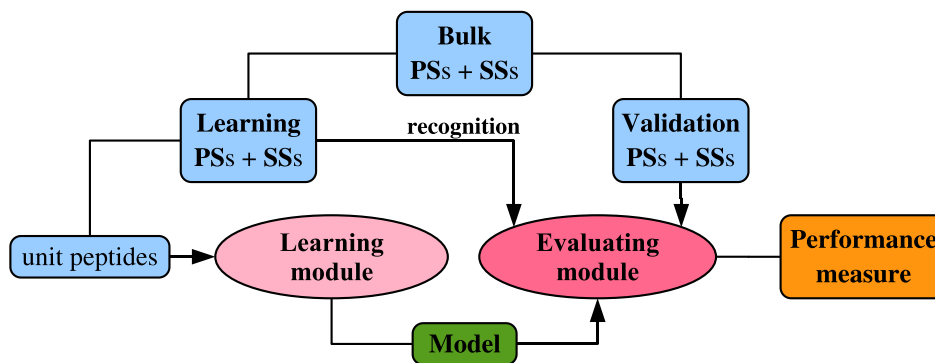 Bulk
PSs + SSs
Learning
PSs + SSs
recognition
Validation
PSs + SSs
unit peptides
Learning
module
Evaluating
module
Performance
measure
Model